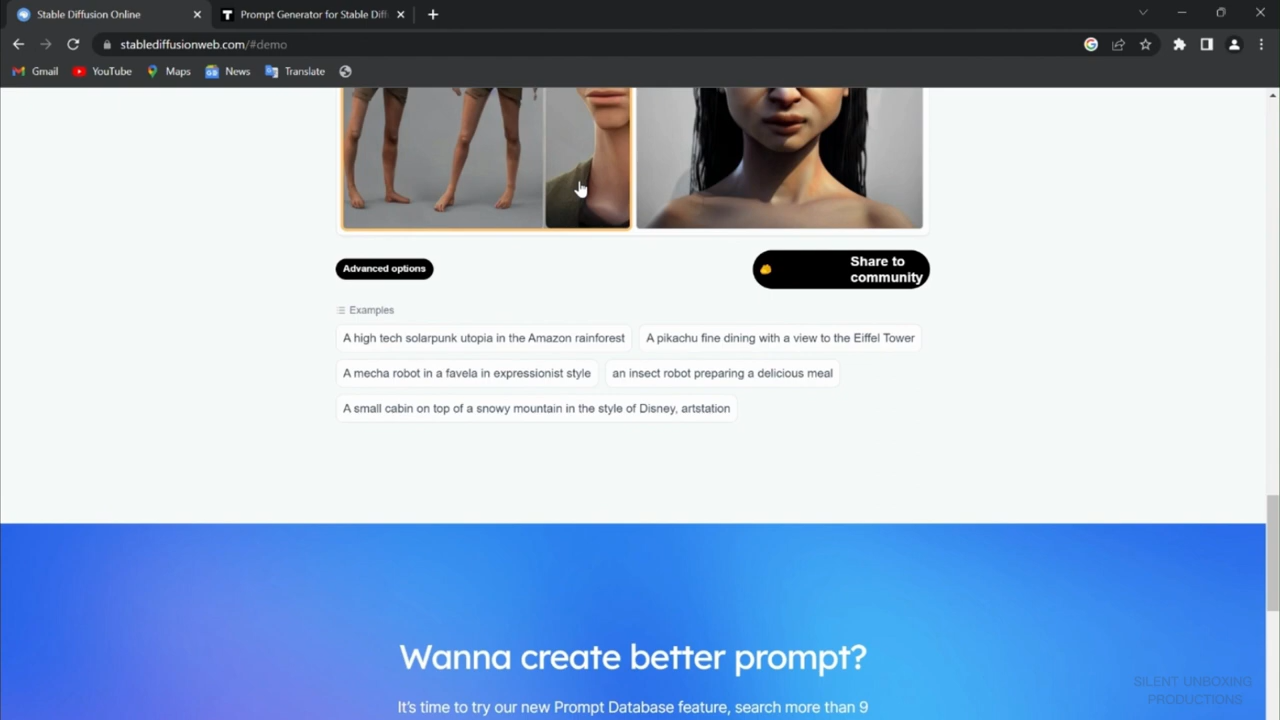 Stable Diffusion Online
Prompt Generator for Stable Diff
stablediffusionweb.com/#demo
Gmail
YouTube
Maps
News
Translate
Advanced options
Share to
community
Examples
A high tech solarpunk utopia in the Amazon rainforest
A pikachu fine dining with a view to the Eiffel Tower
A mecha robot in a favela in expressionist style
an insect robot preparing a delicious meal
A small cabin on top of a snowy mountain in the style of Disney, artstation
Wanna create better prompt?
It's time to try our new Prompt Database feature, search more than 9
SILENT UNBOXING
PRODUCTIONS